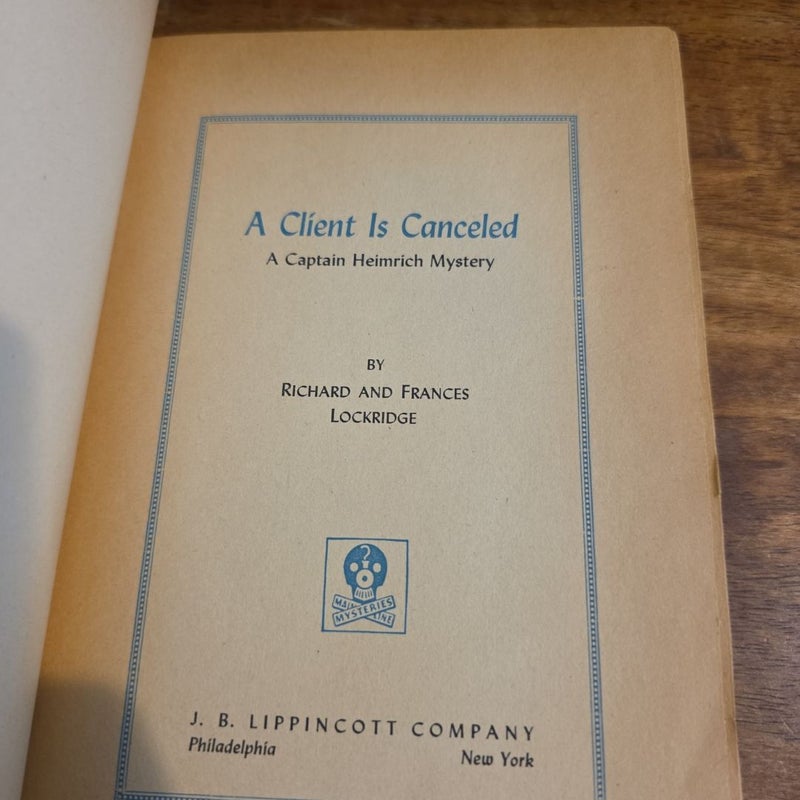 A Client Is Canceled
A Captain Heimrich Mystery
BY
RICHARD AND FRANCES
LOCKRIDGE
?
MAIN LINE
MYSTERIES
J. B. LIPPINCOTT COMPANY
Philadelphia New York